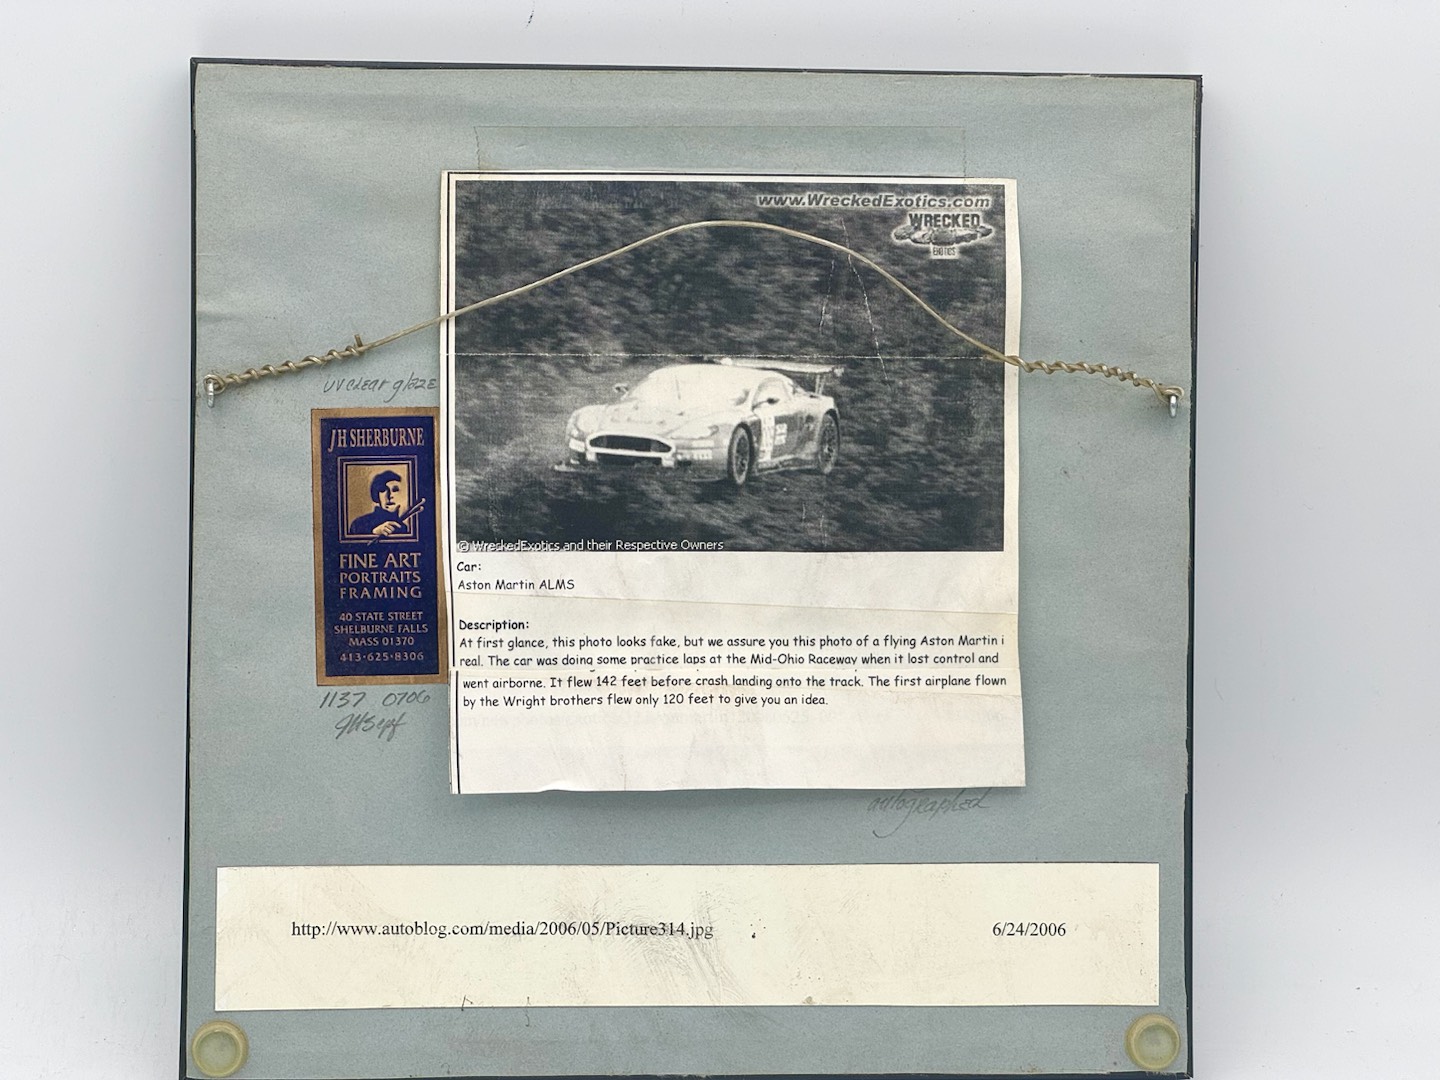 www.WreckedExotics.com
WRECKED
EXOTICS
uv clear glaze
JH SHERBURNE
FINE ART
PORTRAITS
FRAMING
40 STATE STREET
SHELBURNE FALLS
MASS 01370
413·625·8306
1137 0706
© WreckedExotics and their Respective Owners
Car:
Aston Martin ALMS
Description:
At first glance, this photo looks fake, but we assure you this photo of a flying Aston Martin i
real. The car was doing some practice laps at the Mid-Ohio Raceway when it lost control and
went airborne. It flew 142 feet before crash landing onto the track. The first airplane flown
by the Wright brothers flew only 120 feet to give you an idea.
autographed
http://www.autoblog.com/media/2006/05/Picture314.jpg 6/24/2006